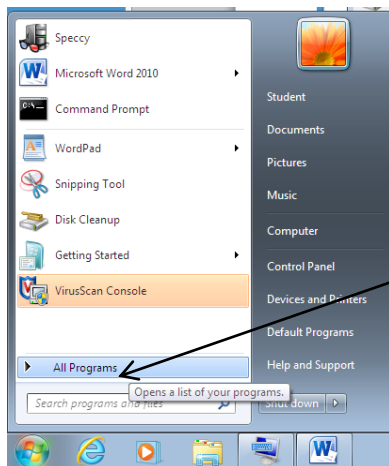 Speccy
Microsoft Word 2010
C:\_
Command Prompt
WordPad
Snipping Tool
Disk Cleanup
Getting Started
VirusScan Console
All Programs
Opens a list of your programs.
Search programs and files
Student
Documents
Pictures
Music
Computer
Control Panel
Devices and Printers
Default Programs
Help and Support
Shut down